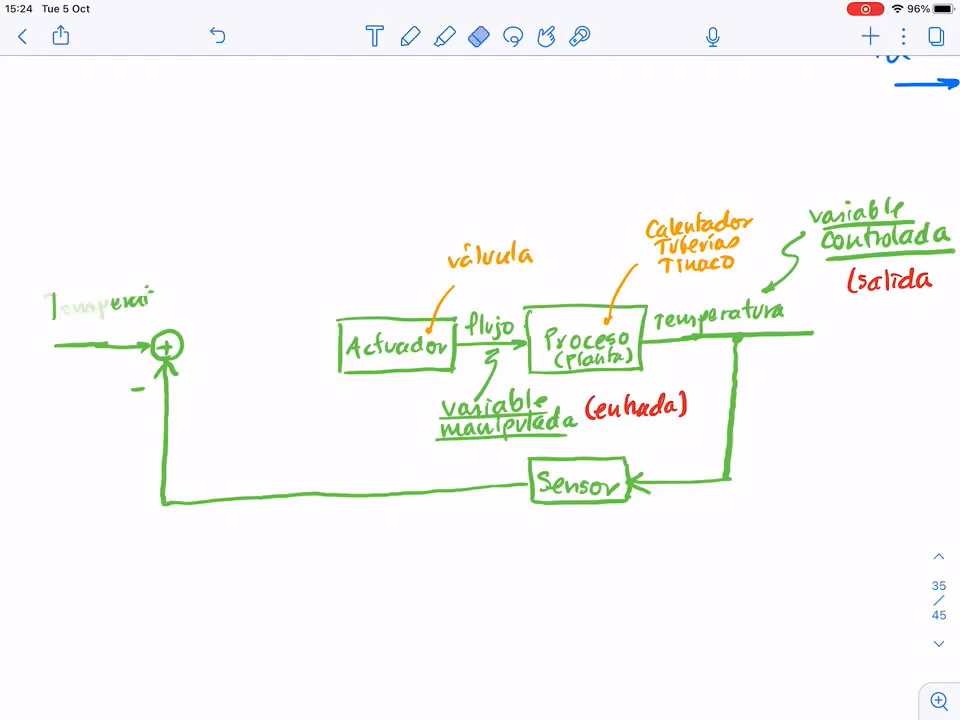 15:24 Tue 5 Oct
96%
T
variable
controlada
(salida
Calentador
Tuberías
Tinaco
válvula
Temperatura
flujo
Actuador
Proceso
(planta)
+
-
variable
manipulada
(entrada)
Sensor
35
/
45